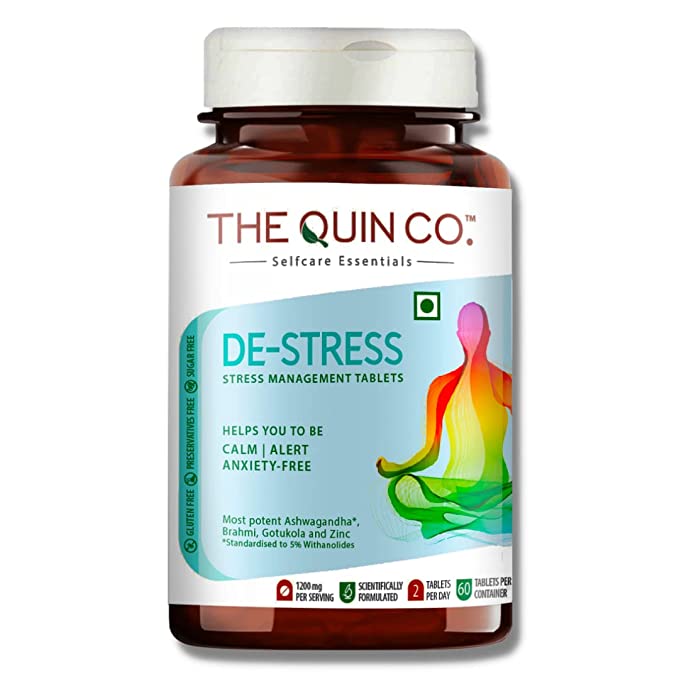 THE QUIN CO.™
Selfcare Essentials
DE-STRESS
STRESS MANAGEMENT TABLETS
HELPS YOU TO BE
CALM | ALERT
ANXIETY-FREE
Most potent Ashwagandha*,
Brahmi, Gotukola and Zinc
*Standardised to 5% Withanolides
GLUTEN FREE PRESERVATIVES FREE SUGAR FREE
1200 mg
PER SERVING
SCIENTIFICALLY
FORMULATED
2 TABLETS
PER DAY
60 TABLETS PER
CONTAINER